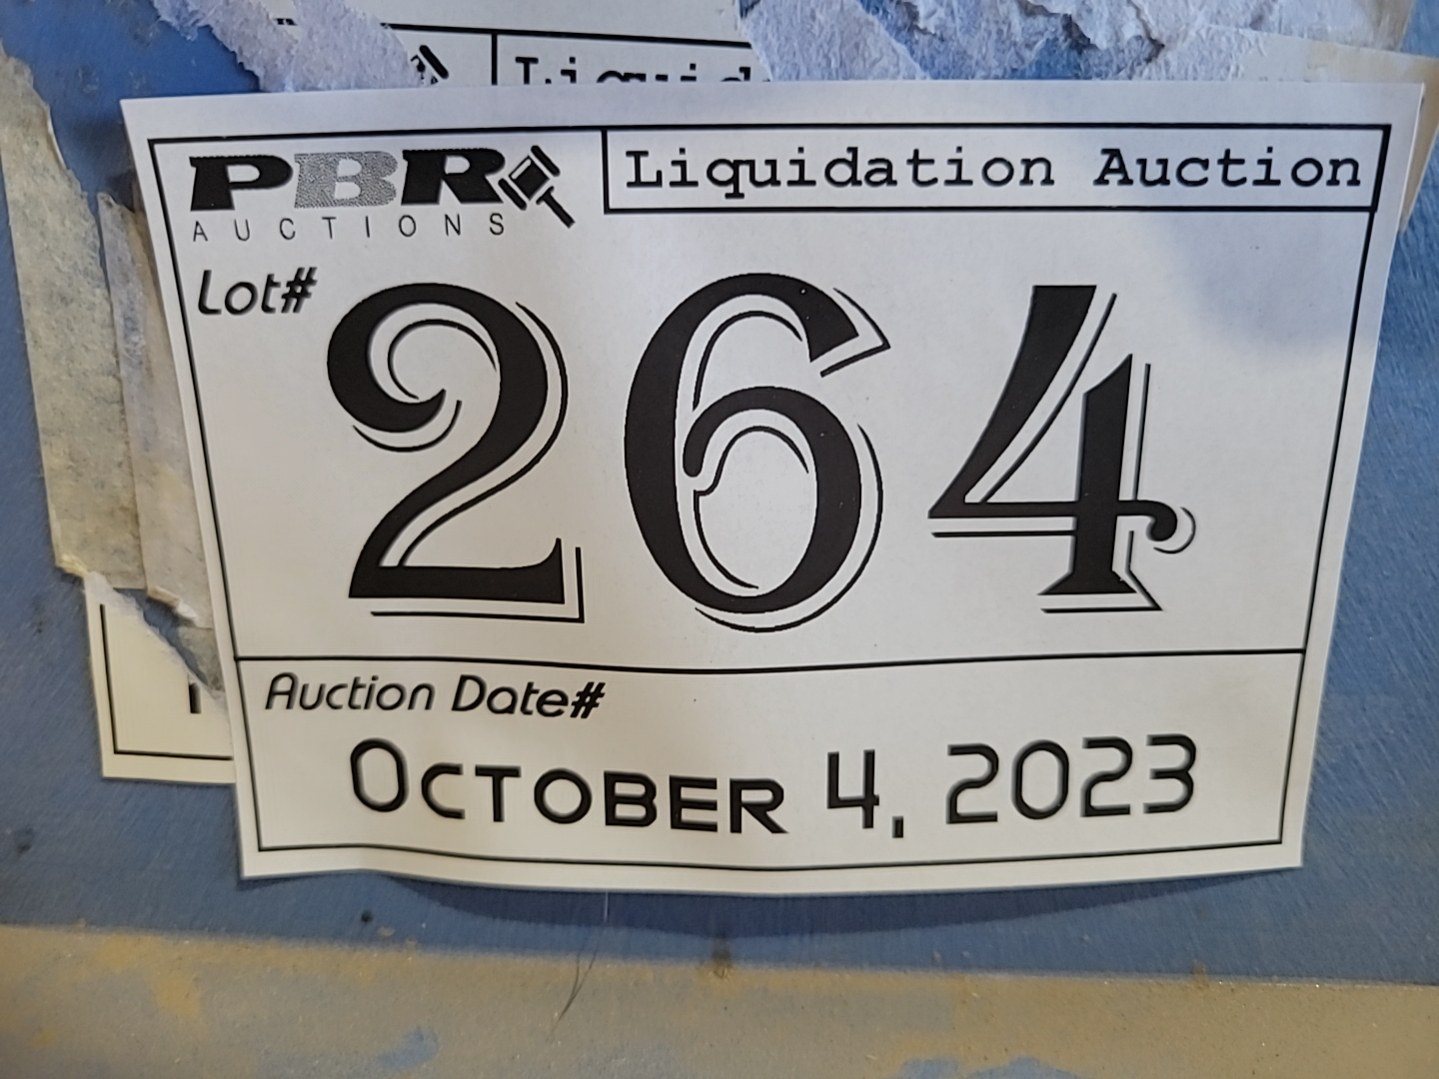 PBR
AUCTIONS
Liquidation Auction
Lot#
264
Auction Date#
October 4, 2023